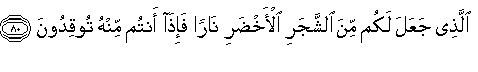 ٱلَّذِى جَعَلَ لَكُم مِّنَ ٱلشَّجَرِ ٱلْأَخْضَرِ نَارًا فَإِذَآ أَنتُم مِّنْهُ تُوقِدُونَ ﴿٨٠﴾